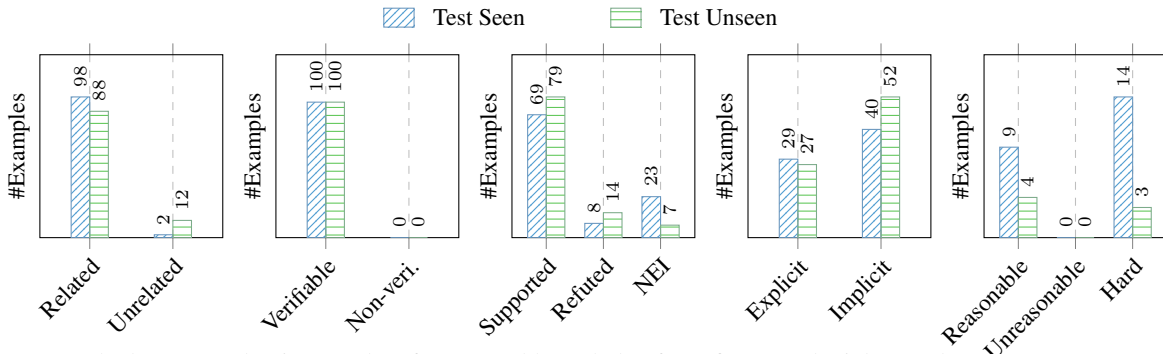 Test Seen Test Unseen
#Examples
98 88 2 12
Related Unrelated
#Examples
100 100 0 0
Verifiable Non-veri.
#Examples
69 79 8 14 23 7
Supported Refuted NEI
#Examples
29 27 40 52
Explicit Implicit
#Examples
9 4 0 0 14 3
Reasonable Unreasonable Hard